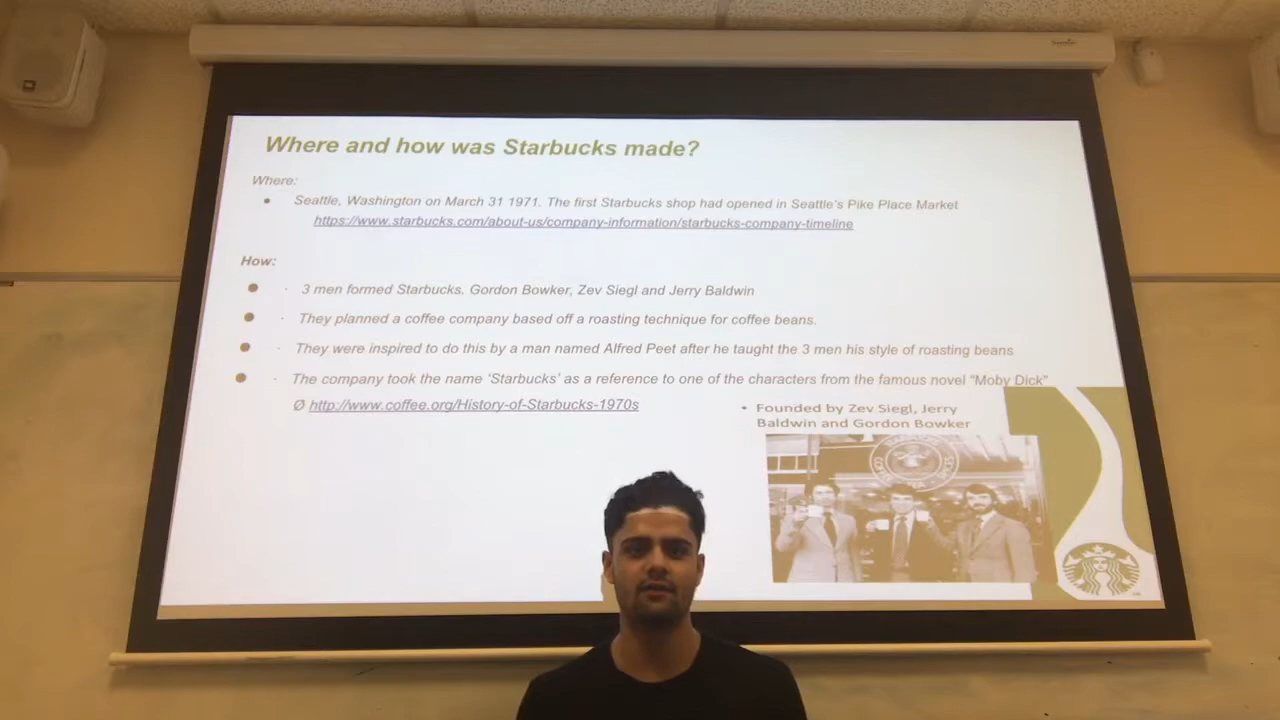 Where and how was Starbucks made?
Where:
• Seattle, Washington on March 31 1971. The first Starbucks shop had opened in Seattle's Pike Place Market
https://www.starbucks.com/about-us/company-information/starbucks-company-timeline
How:
• · 3 men formed Starbucks. Gordon Bowker, Zev Siegl and Jerry Baldwin
• · They planned a coffee company based off a roasting technique for coffee beans.
• · They were inspired to do this by a man named Alfred Peet after he taught the 3 men his style of roasting beans
• · The company took the name 'Starbucks' as a reference to one of the characters from the famous novel "Moby Dick"
Ø http://www.coffee.org/History-of-Starbucks-1970s
• Founded by Zev Siegl, Jerry
Baldwin and Gordon Bowker